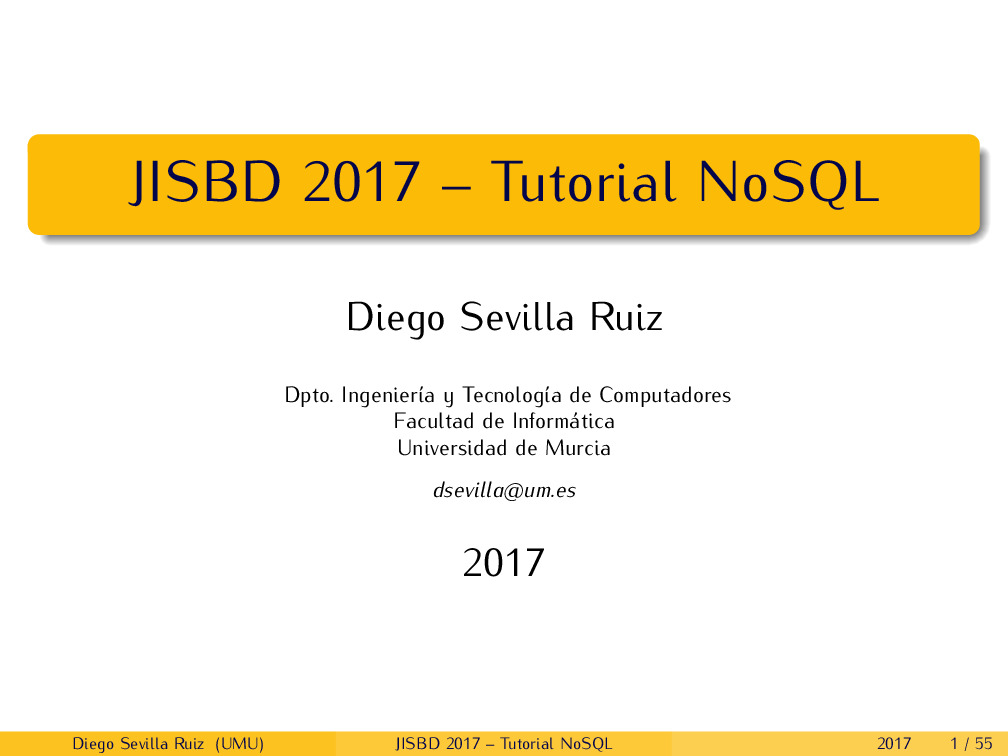 JISBD 2017 – Tutorial NoSQL
Diego Sevilla Ruiz
Dpto. Ingeniería y Tecnología de Computadores
Facultad de Informática
Universidad de Murcia
dsevilla@um.es
2017
Diego Sevilla Ruiz (UMU) JISBD 2017 – Tutorial NoSQL 2017 1 / 55